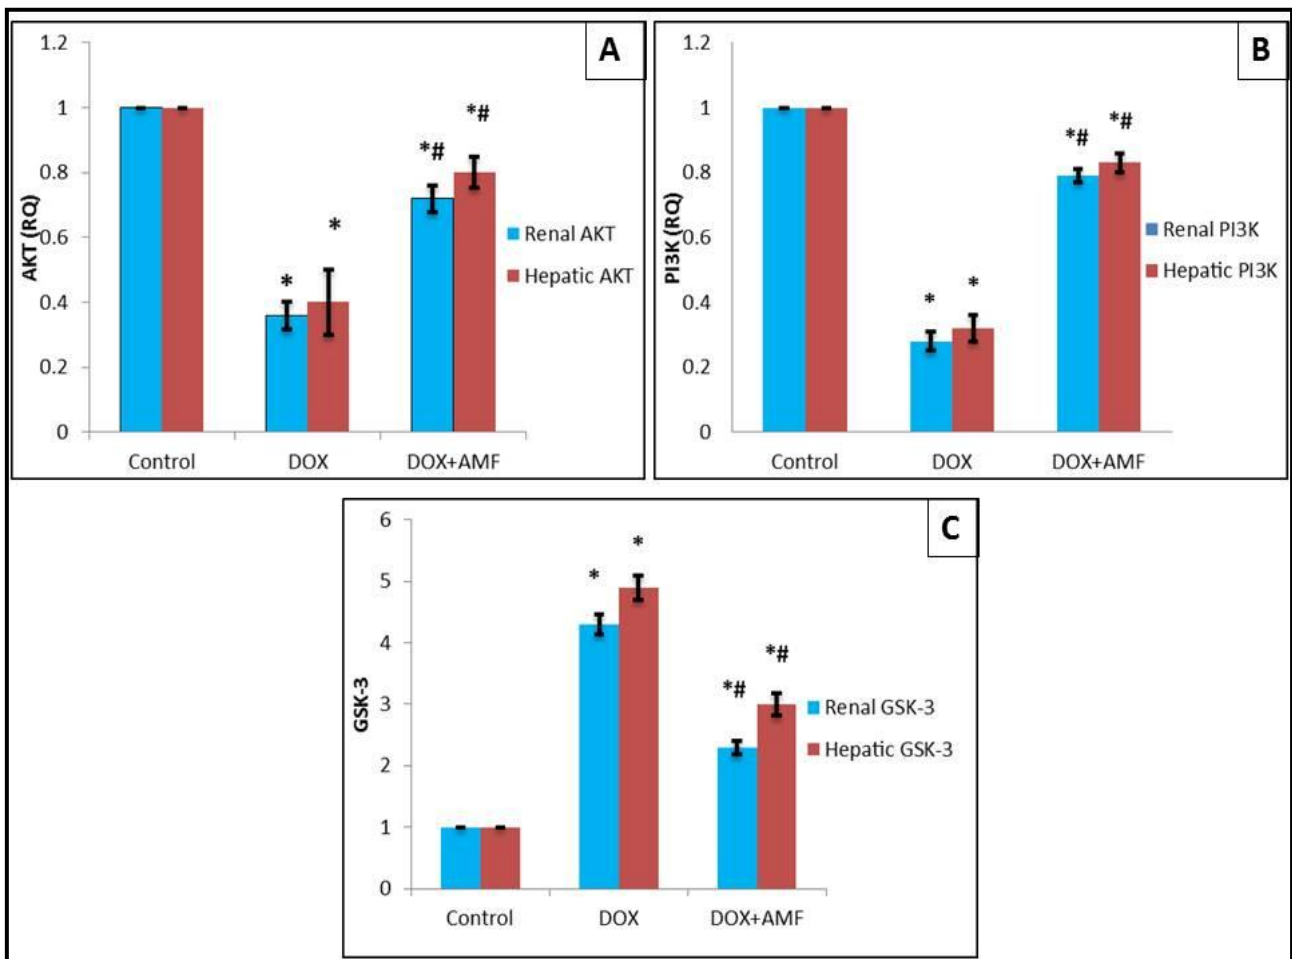 A
AKT (RQ)
1.2
1
0.8
0.6
0.4
0.2
0
*
*
*#
*#
Control
DOX
DOX+AMF
Renal AKT
Hepatic AKT
B
PI3K (RQ)
1.2
1
0.8
0.6
0.4
0.2
0
*
*
*#
*#
Control
DOX
DOX+AMF
Renal PI3K
Hepatic PI3K
C
GSK-3
6
5
4
3
2
1
0
*
*
*#
*#
Control
DOX
DOX+AMF
Renal GSK-3
Hepatic GSK-3